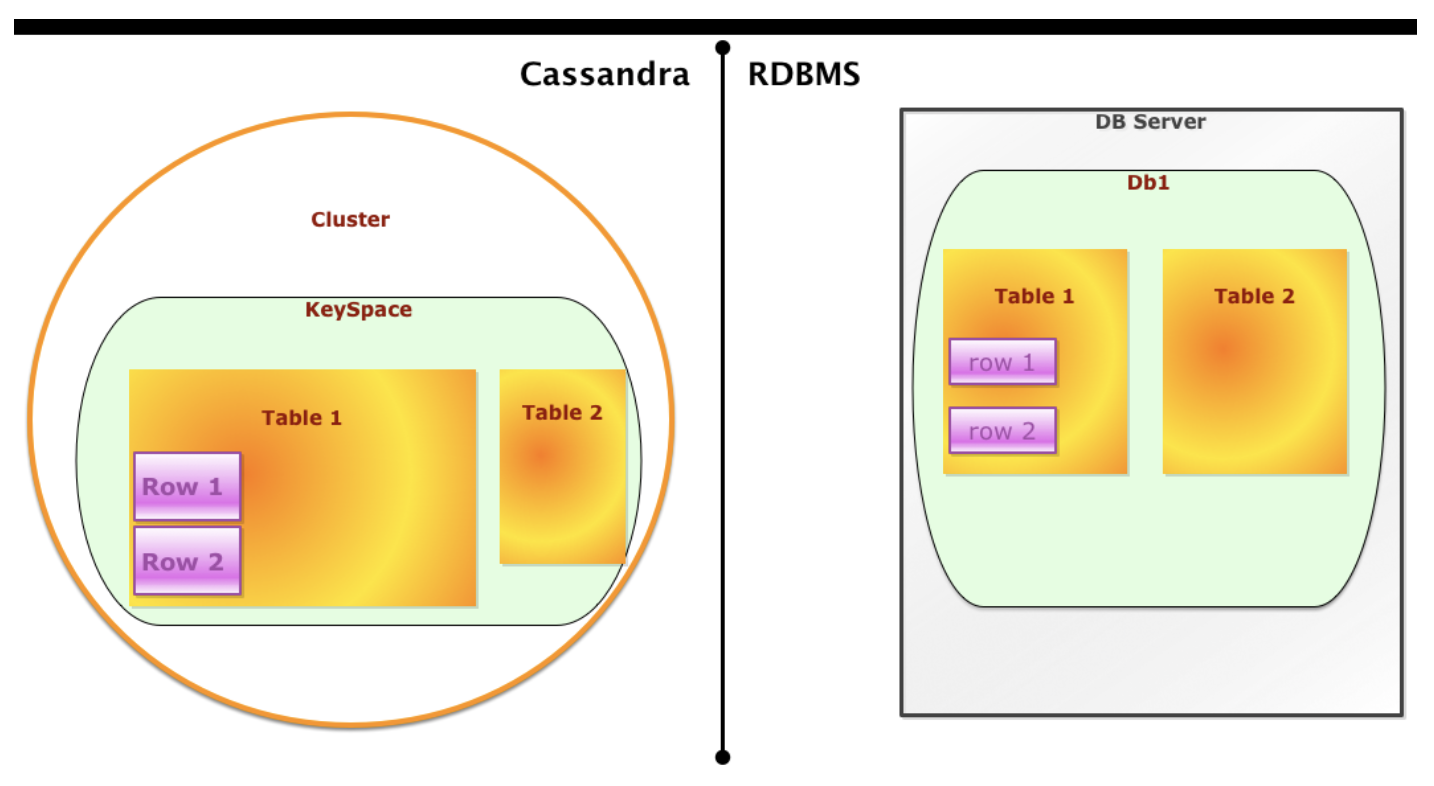 Cassandra
RDBMS
Cluster
KeySpace
Table 1
Row 1
Row 2
Table 2
DB Server
Db1
Table 1
row 1
row 2
Table 2